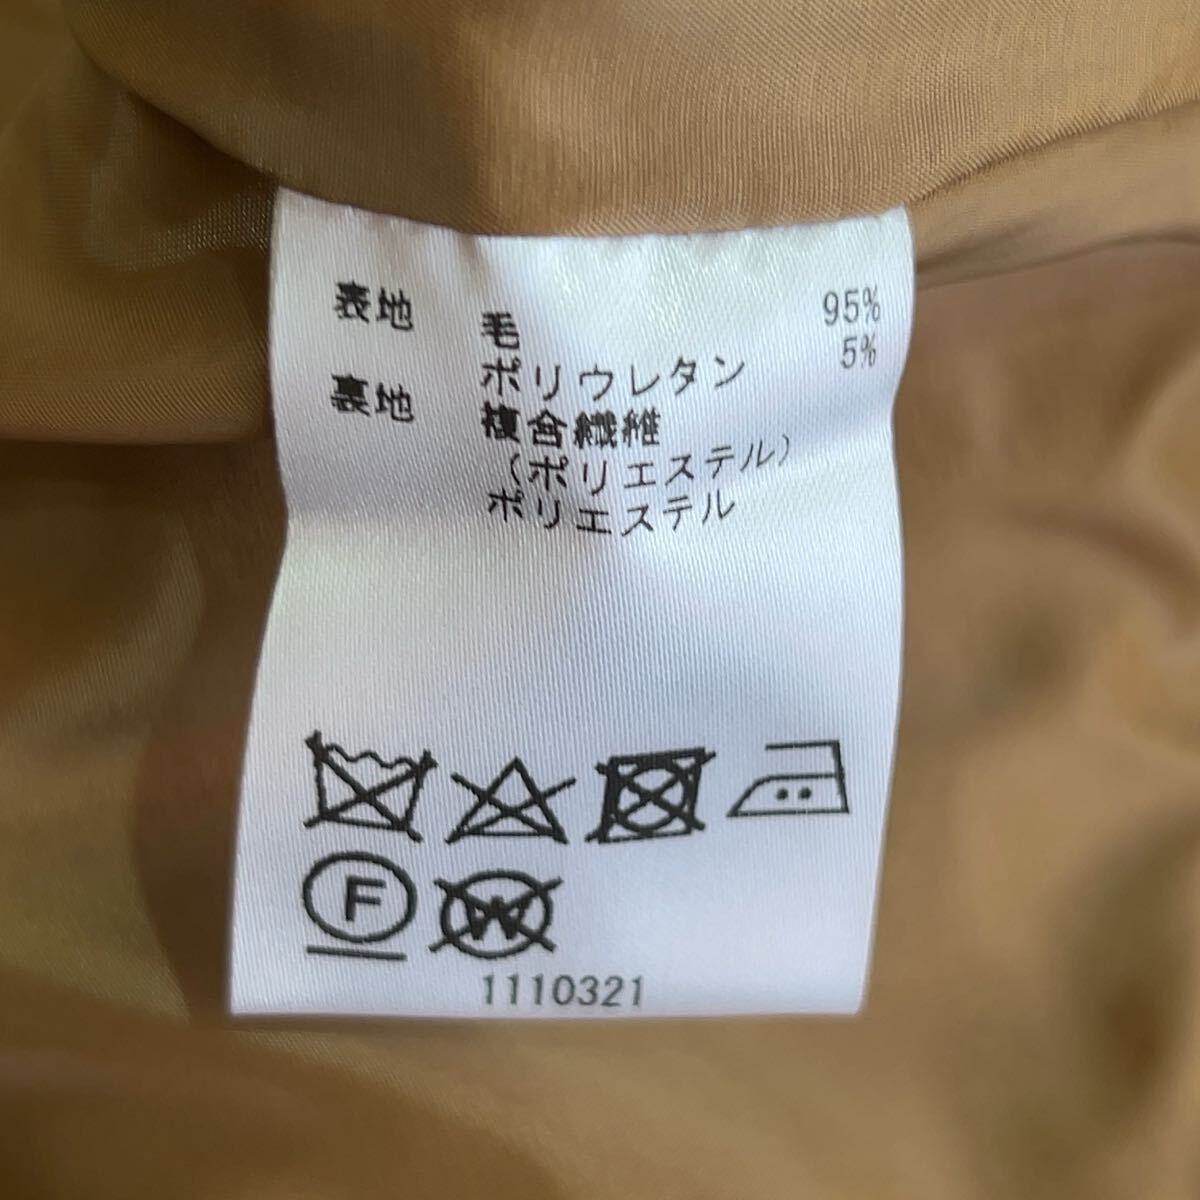 表地 毛 95%
ポリウレタン 5%
裏地 複合繊維
(ポリエステル)
ポリエステル
F W
1110321